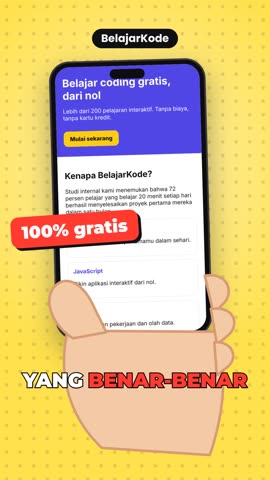 BelajarKode
Belajar coding gratis,
dari nol
Lebih dari 200 pelajaran interaktif. Tanpa biaya,
tanpa kartu kredit.
Mulai sekarang
Kenapa BelajarKode?
Studi internal kami menemukan bahwa 72
persen pelajar yang belajar 20 menit setiap hari
berhasil menyelesaikan proyek pertama mereka
100% gratis
dalam sehari.
JavaScript
aplikasi interaktif dari nol.
pekerjaan dan olah data.
YANG BENAR-BENAR